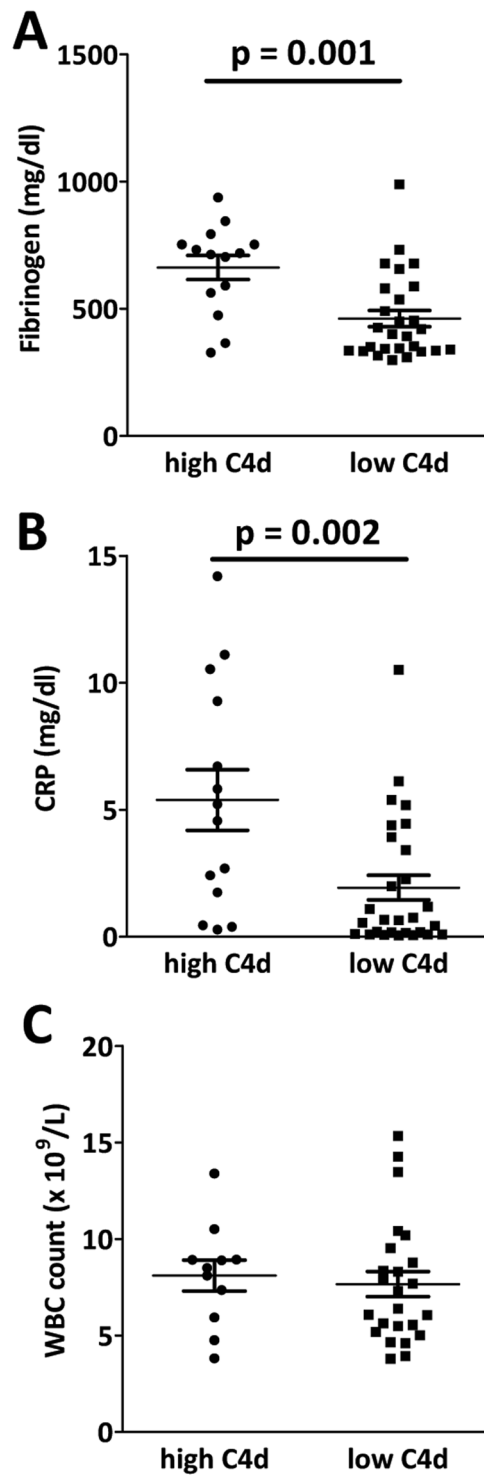 A
p = 0.001
1500
1000
500
0
Fibrinogen (mg/dl)
high C4d
low C4d
B
p = 0.002
15
10
5
0
CRP (mg/dl)
high C4d
low C4d
C
20
15
10
5
0
WBC count (x 10⁹/L)
high C4d
low C4d